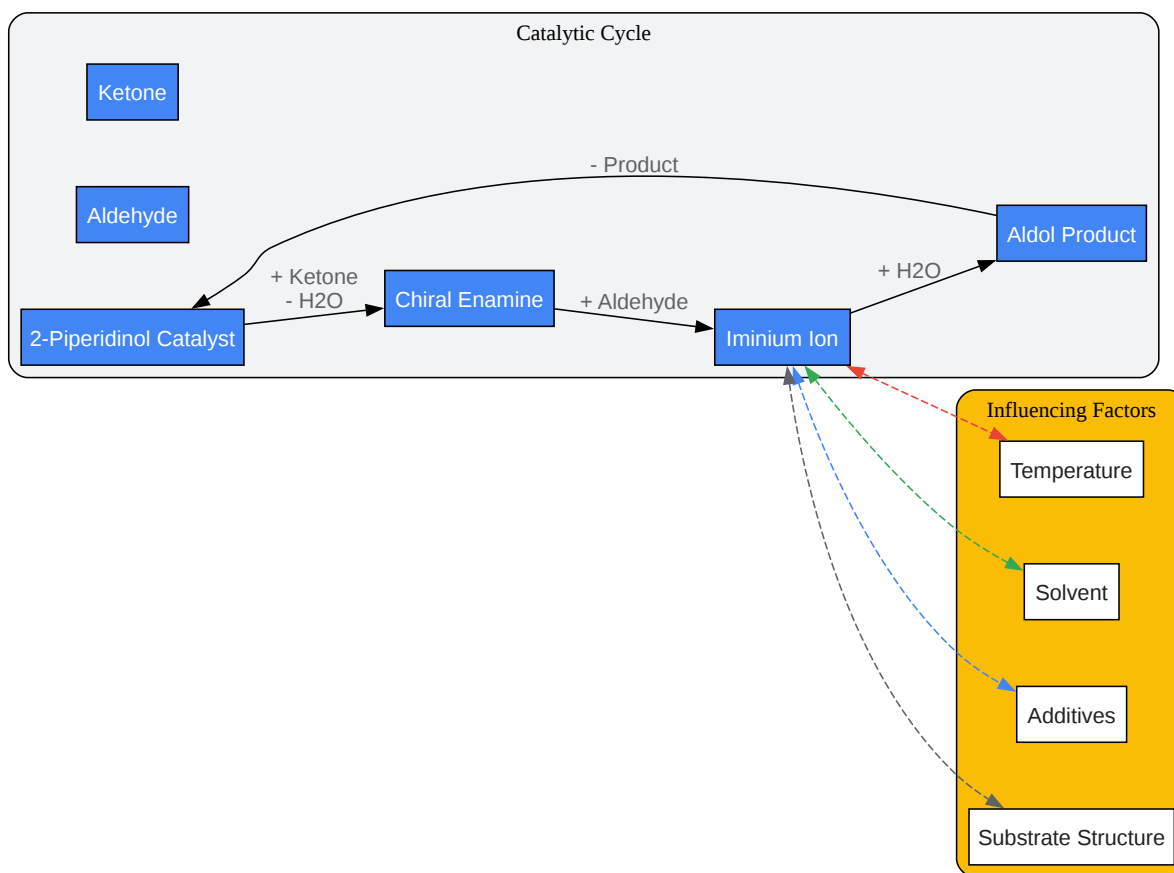 Catalytic Cycle
Ketone
- Product
Aldehyde
Aldol Product
+ Ketone
- H2O
+ H2O
Chiral Enamine
+ Aldehyde
2-Piperidinol Catalyst
Iminium Ion
Influencing Factors
Temperature
Solvent
Additives
Substrate Structure